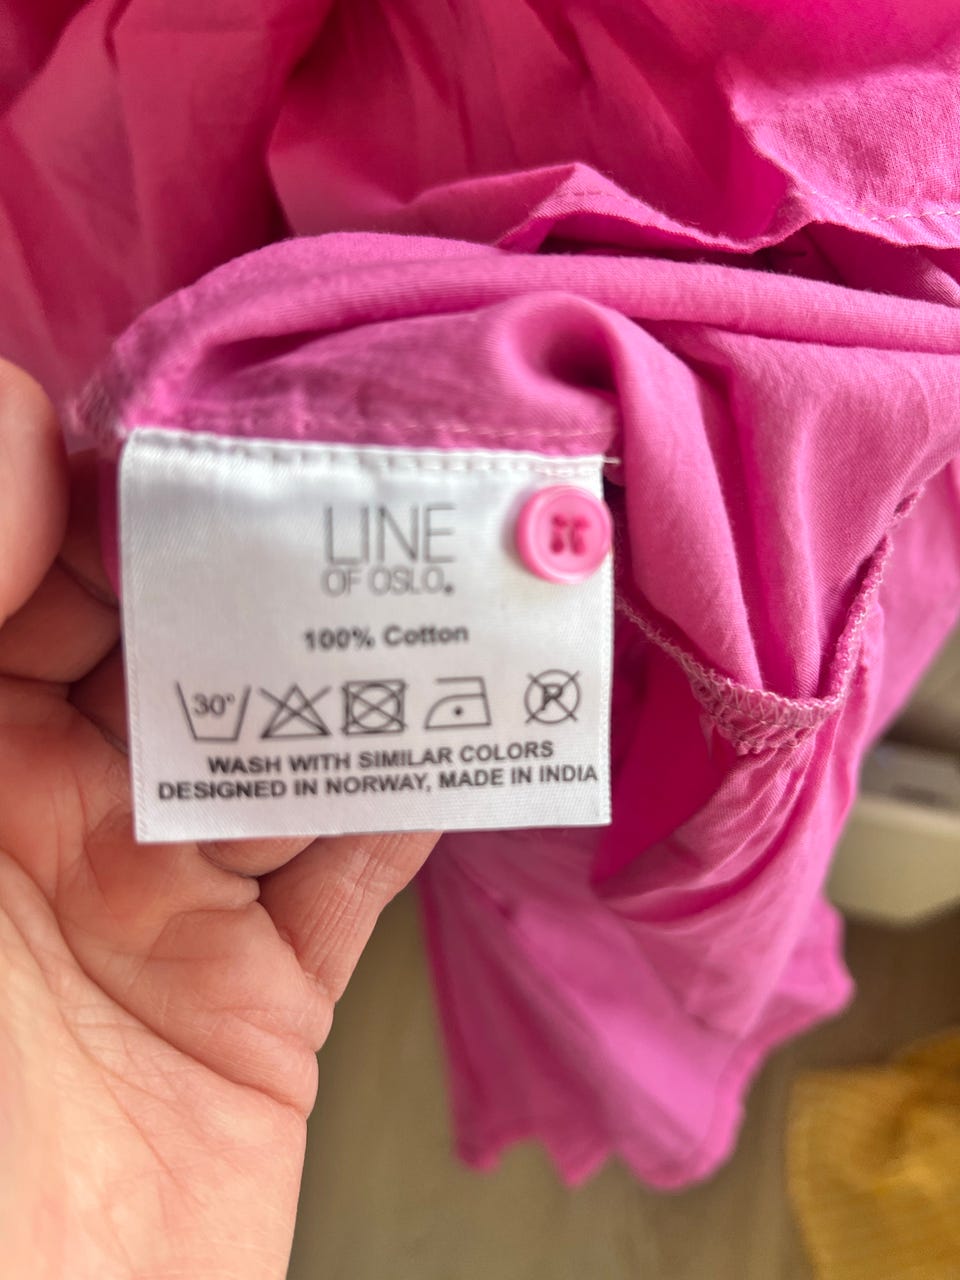 LINE
OF OSLO.
100% Cotton
30° P
WASH WITH SIMILAR COLORS
DESIGNED IN NORWAY, MADE IN INDIA